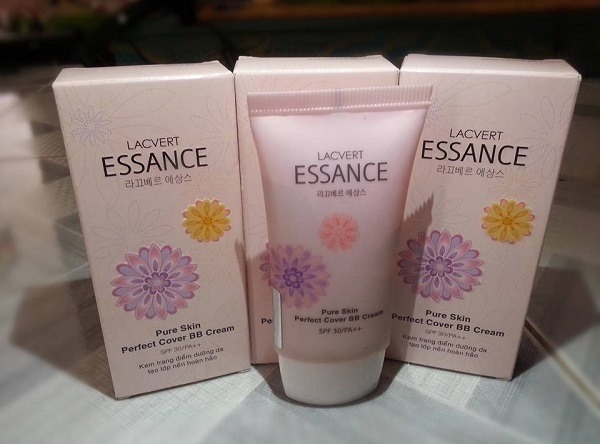 LACVERT
ESSANCE
라끄베르 에상스
Pure Skin
Perfect Cover BB Cream
SPF 30/PA++
Kem trang điểm dưỡng da
tạo lớp nền hoàn hảo
LACVERT
ESSANCE
라끄베르 에상스
Pure Skin
Perfect Cover BB Cream
SPF 30/PA++
LACVERT
ESSANCE
라끄베르 에상스
Pure Skin
Perfect Cover BB Cream
SPF 30/PA++
Kem trang điểm dưỡng da
tạo lớp nền hoàn hảo